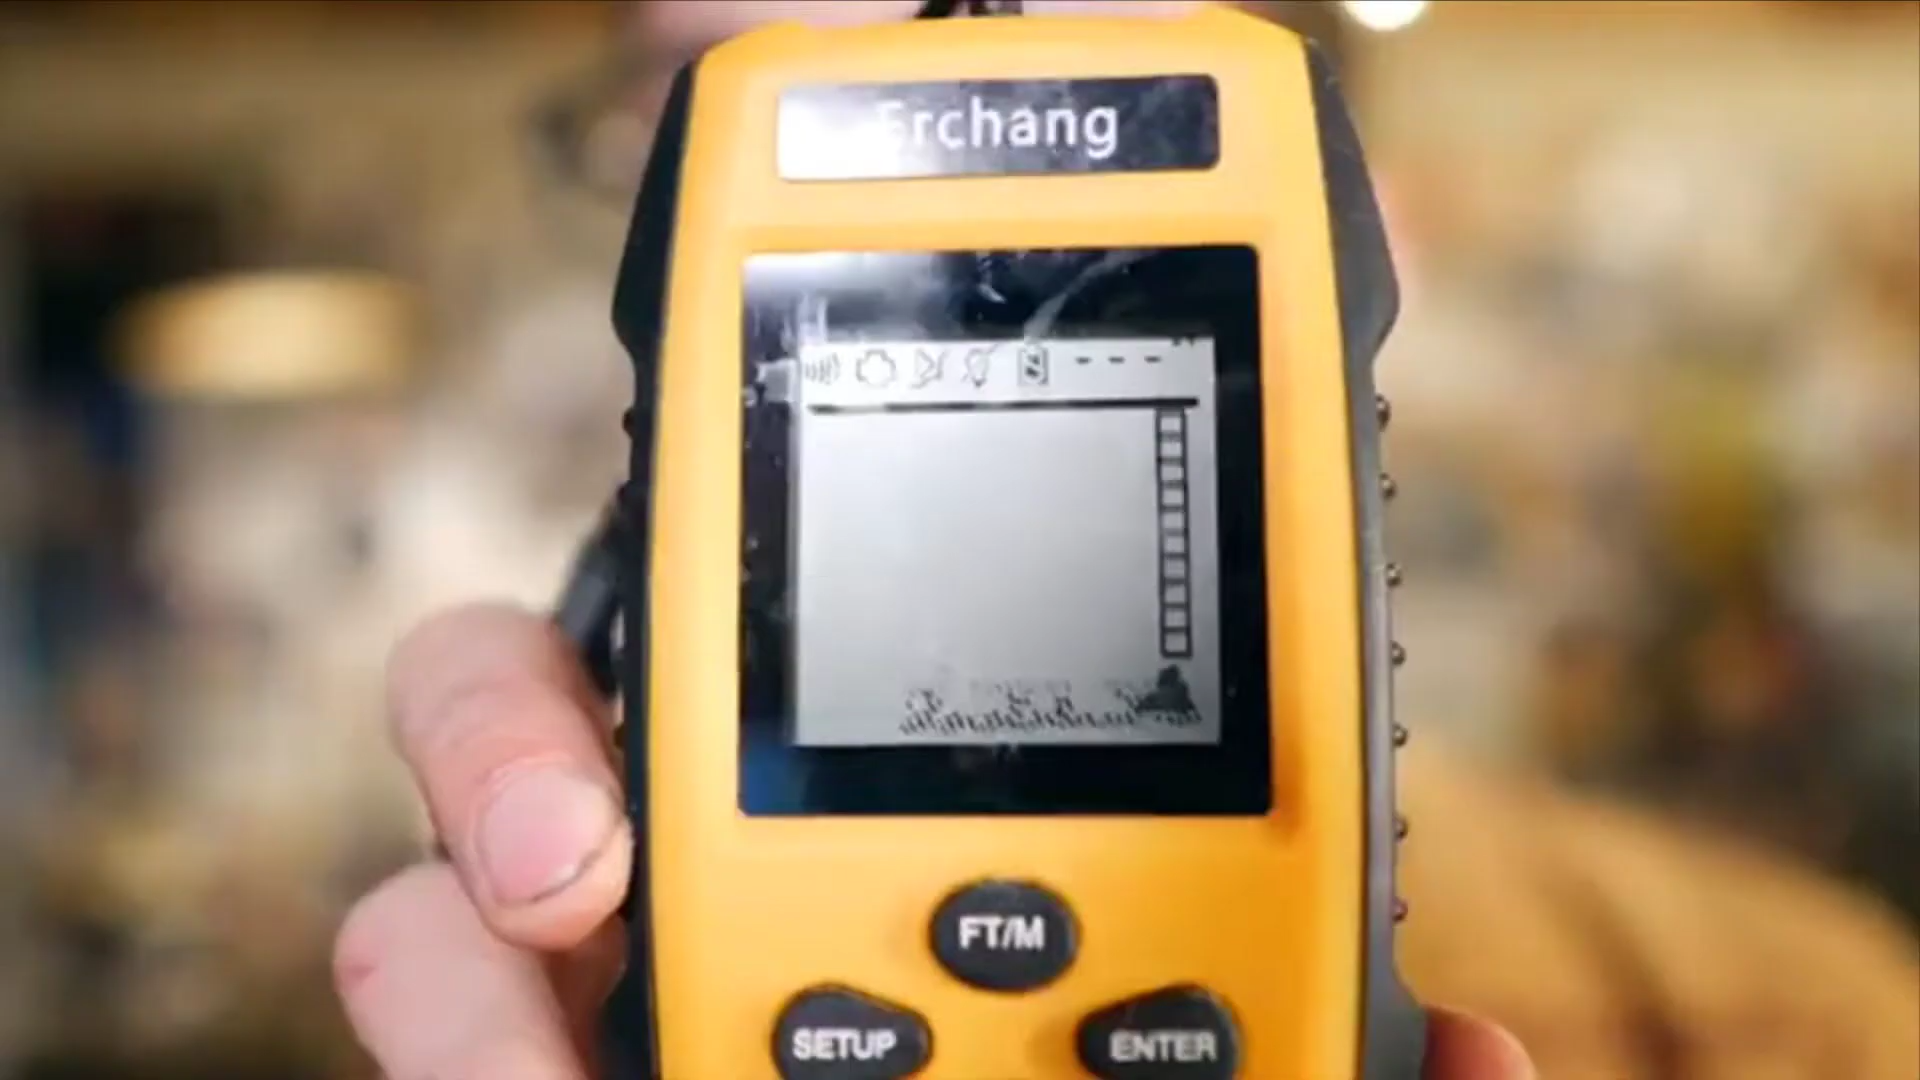 Erchang
- - -
FT/M
SETUP
ENTER